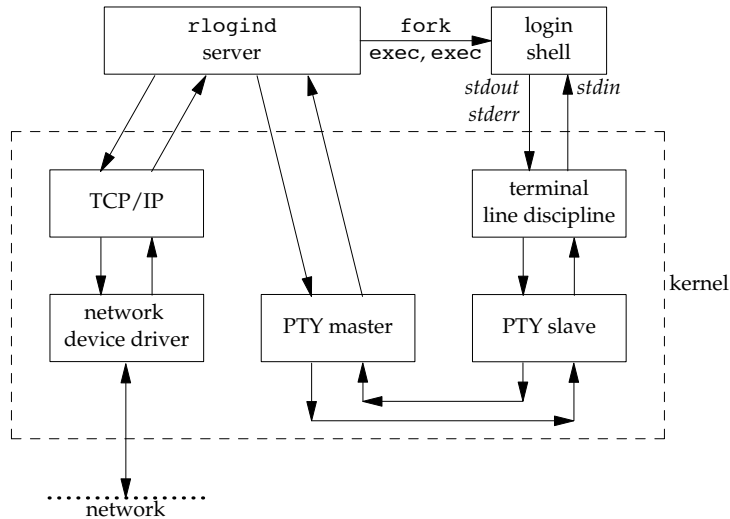 rlogind
server
fork
exec, exec
login
shell
stdout
stderr
stdin
TCP/IP
terminal
line discipline
kernel
network
device driver
PTY master
PTY slave
network